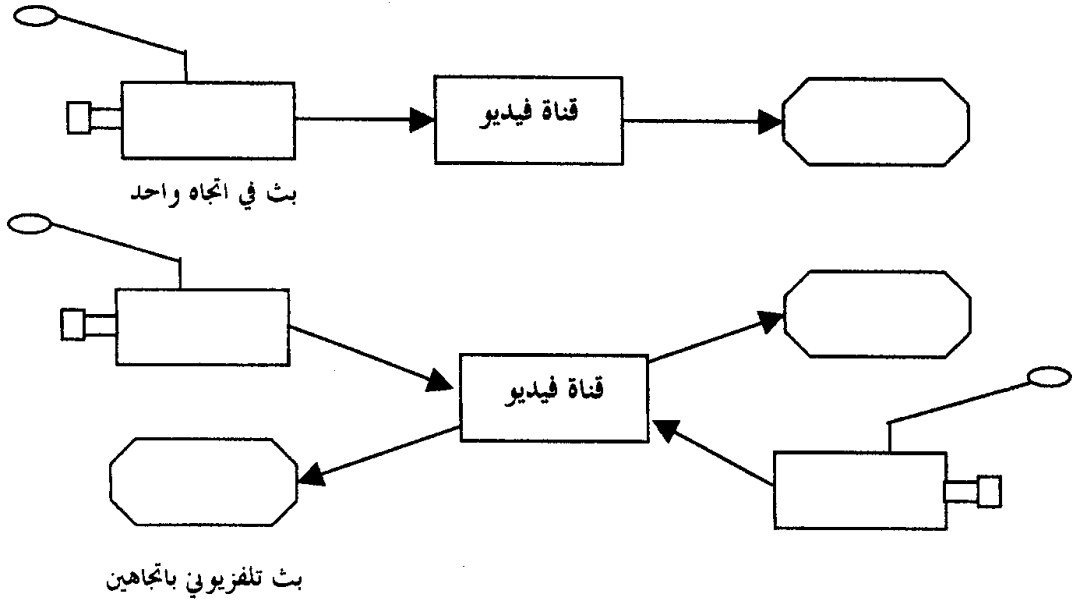 قناة فيديو
بث في اتجاه واحد
قناة فيديو
بث تلفزيوني باتجاهين